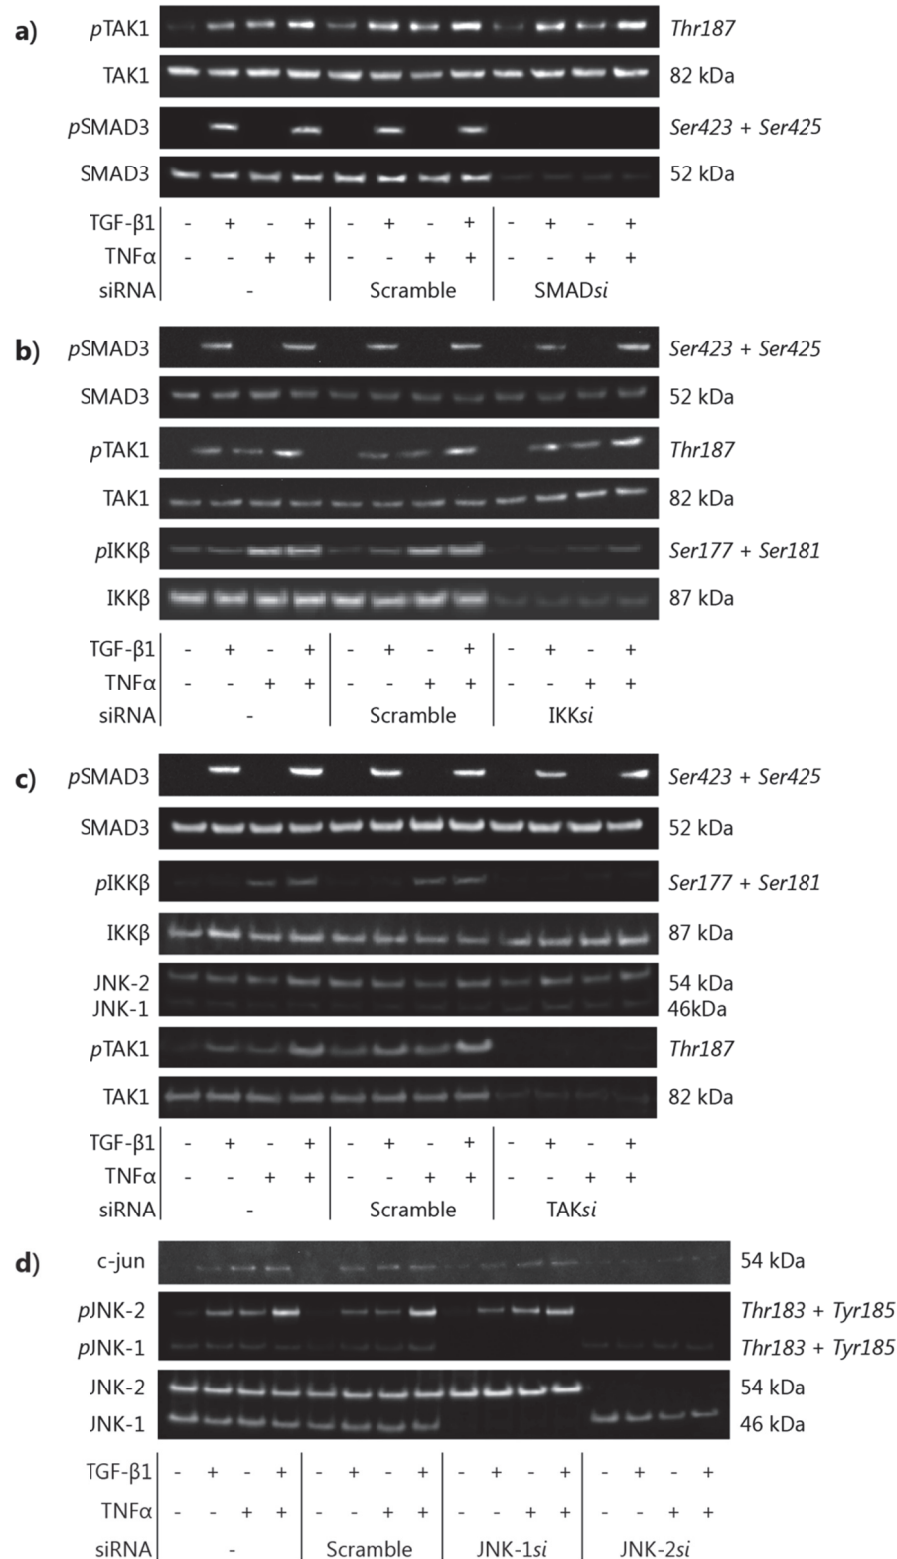 a)
pTAK1 Thr187
TAK1 82 kDa
pSMAD3 Ser423 + Ser425
SMAD3 52 kDa
TGF-β1 - + - + - + - + - + - +
TNFα - - + + - - + + - - + +
siRNA - Scramble SMADsi
b)
pSMAD3 Ser423 + Ser425
SMAD3 52 kDa
pTAK1 Thr187
TAK1 82 kDa
pIKKβ Ser177 + Ser181
IKKβ 87 kDa
TGF-β1 - + - + - + - + - + - +
TNFα - - + + - - + + - - + +
siRNA - Scramble IKKsi
c)
pSMAD3 Ser423 + Ser425
SMAD3 52 kDa
pIKKβ Ser177 + Ser181
IKKβ 87 kDa
JNK-2 54 kDa
JNK-1 46kDa
pTAK1 Thr187
TAK1 82 kDa
TGF-β1 - + - + - + - + - + - +
TNFα - - + + - - + + - - + +
siRNA - Scramble TAKsi
d)
c-jun 54 kDa
pJNK-2 Thr183 + Tyr185
pJNK-1 Thr183 + Tyr185
JNK-2 54 kDa
JNK-1 46 kDa
TGF-β1 - + - + - + - + - + - + - + - +
TNFα - - + + - - + + - - + + - - + +
siRNA - Scramble JNK-1si JNK-2si